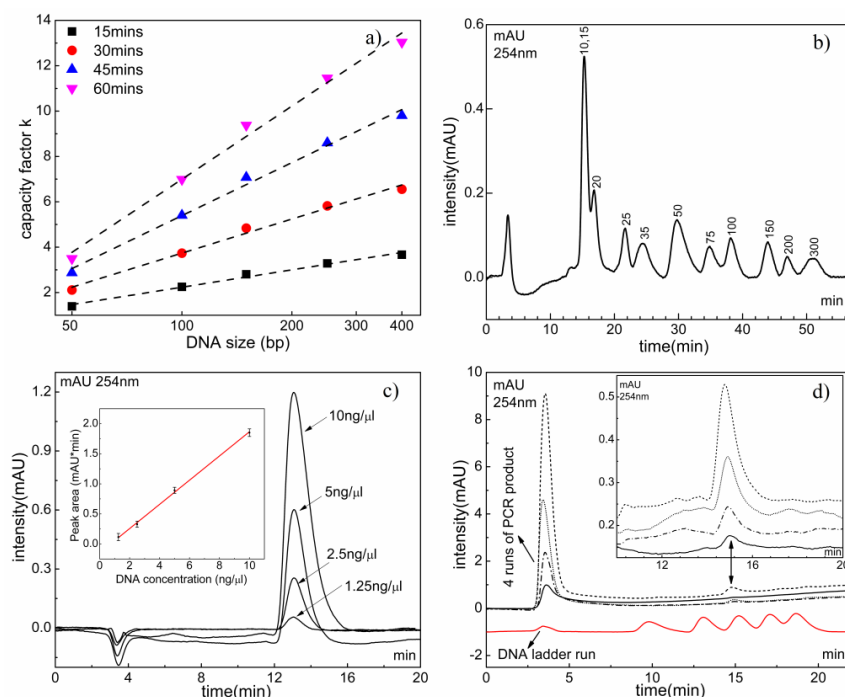 a)
15mins
30mins
45mins
60mins
capacity factor k
14
12
10
8
6
4
2
50
100
200
300
400
DNA size (bp)
b)
mAU
254nm
10,15
20
25
35
50
75
100
150
200
300
intensity(mAU)
0.6
0.4
0.2
0.0
min
0
10
20
30
40
50
time(min)
mAU 254nm
c)
10ng/µl
5ng/µl
2.5ng/µl
1.25ng/µl
intensity(mAU)
1.2
0.9
0.6
0.3
0.0
Peak area (mAU*min)
2.0
1.5
1.0
0.5
0.0
0
2
4
6
8
10
DNA concentration (ng/µl)
min
0
5
10
15
20
time(min)
mAU
254nm
d)
4 runs of PCR product
DNA ladder run
intensity(mAU)
10
8
6
4
2
0
-2
mAU
254nm
0.5
0.4
0.3
0.2
min
12
14
16
18
20
min
0
5
10
15
20
time(min)